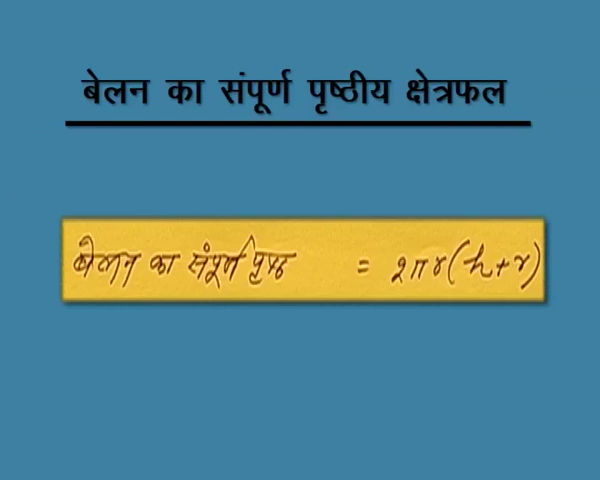 बेलन का संपूर्ण पृष्ठीय क्षेत्रफल
बेलन का संपूर्ण पृष्ठ = 2πr(h+r)